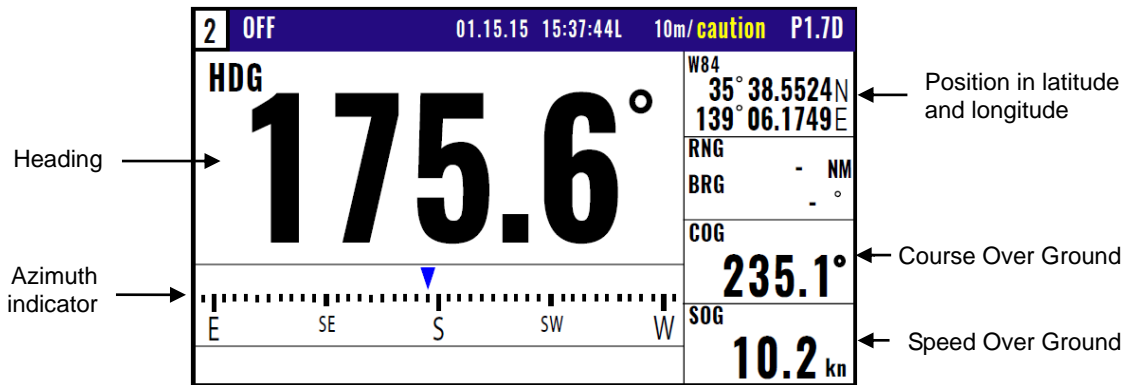 2 OFF 01.15.15 15:37:44L 10m/caution P1.7D
HDG
175.6°
W84
35°38.5524N
139°06.1749E
RNG - NM
BRG - °
COG
235.1°
SOG
10.2 kn
E SE S SW W
Heading
Azimuth
indicator
Position in latitude
and longitude
Course Over Ground
Speed Over Ground